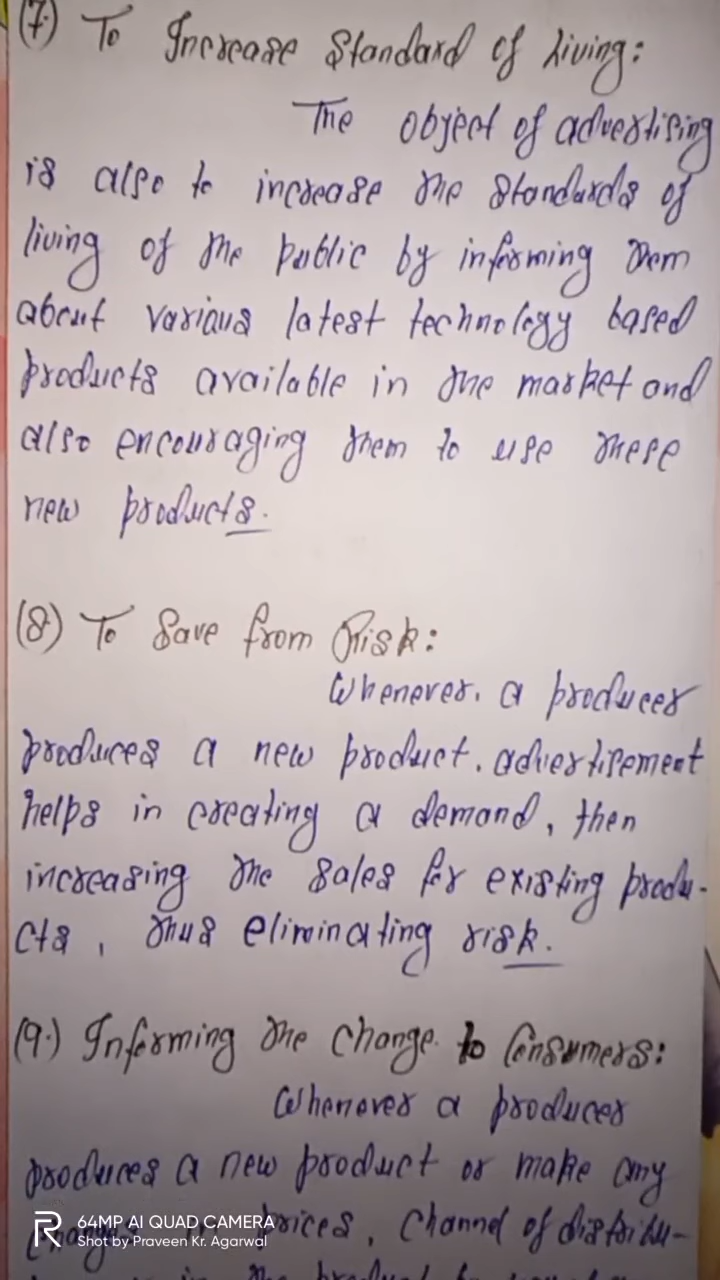 (7.) To Increase Standard of Living:
The object of advertising
is also to increase the standards of
living of the public by informing them
about various latest technology based
products available in the market and
also encouraging them to use these
new products.
(8) To Save from Risk:
Whenever, a producer
produces a new product, advertisement
helps in creating a demand, then
increasing the sales for existing produ-
cts, thus eliminating risk.
(9.) Informing the Change to Consumers:
Whenever a producer
produces a new product or make any
prices, Channel of distribu-
the product
64MP AI QUAD CAMERA
Shot by Praveen Kr. Agarwal